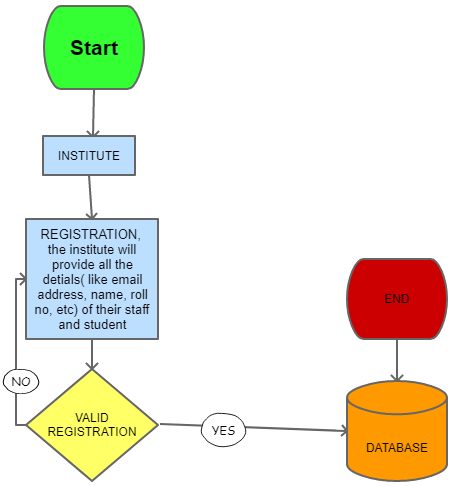 Start
INSTITUTE
REGISTRATION,
the institute will
provide all the
detials( like email
address, name, roll
no, etc) of their staff
and student
NO
VALID
REGISTRATION
YES
END
DATABASE